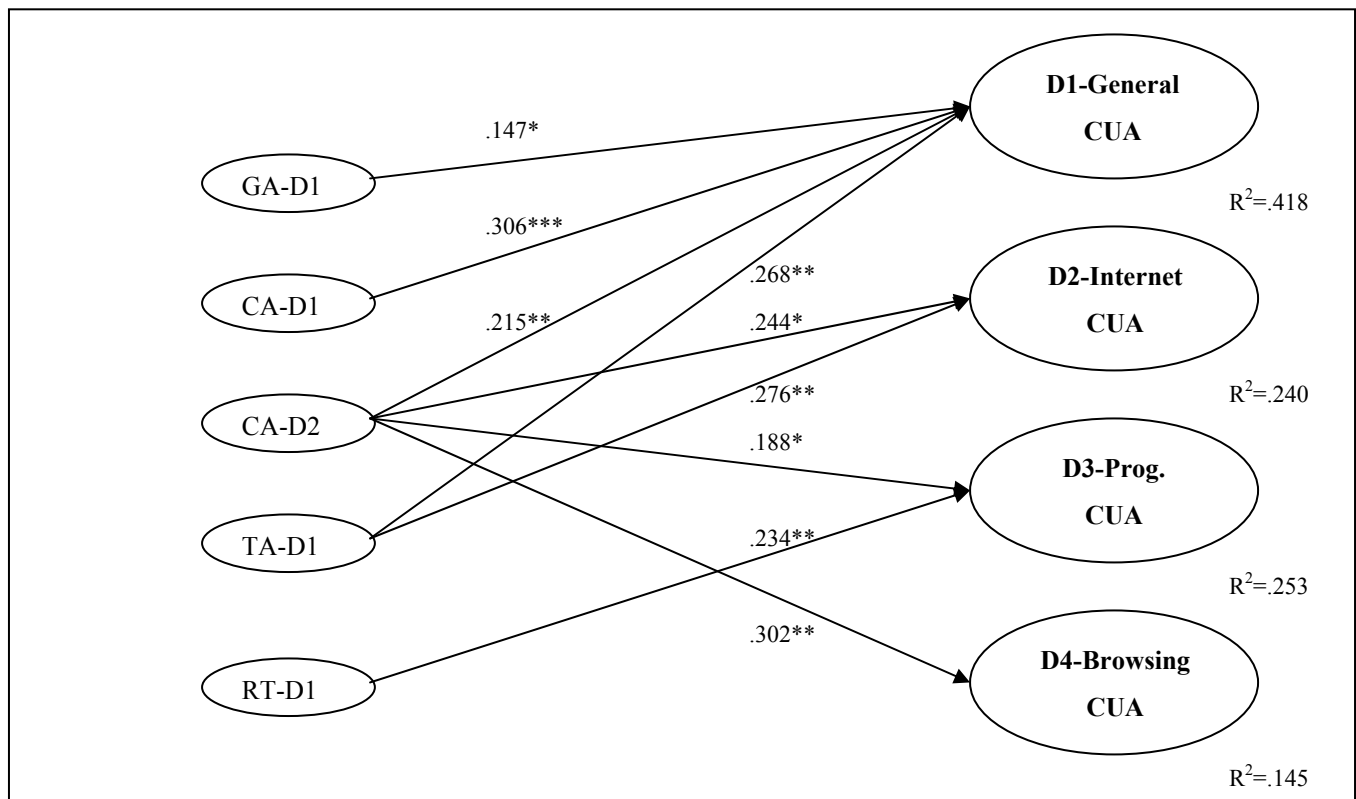 D1-General
CUA
.147*
GA-D1
R²=.418
.306***
D2-Internet
CUA
.268**
CA-D1
.215**
.244*
.276**
R²=.240
CA-D2
.188*
D3-Prog.
CUA
TA-D1
.234**
R²=.253
.302**
D4-Browsing
CUA
RT-D1
R²=.145